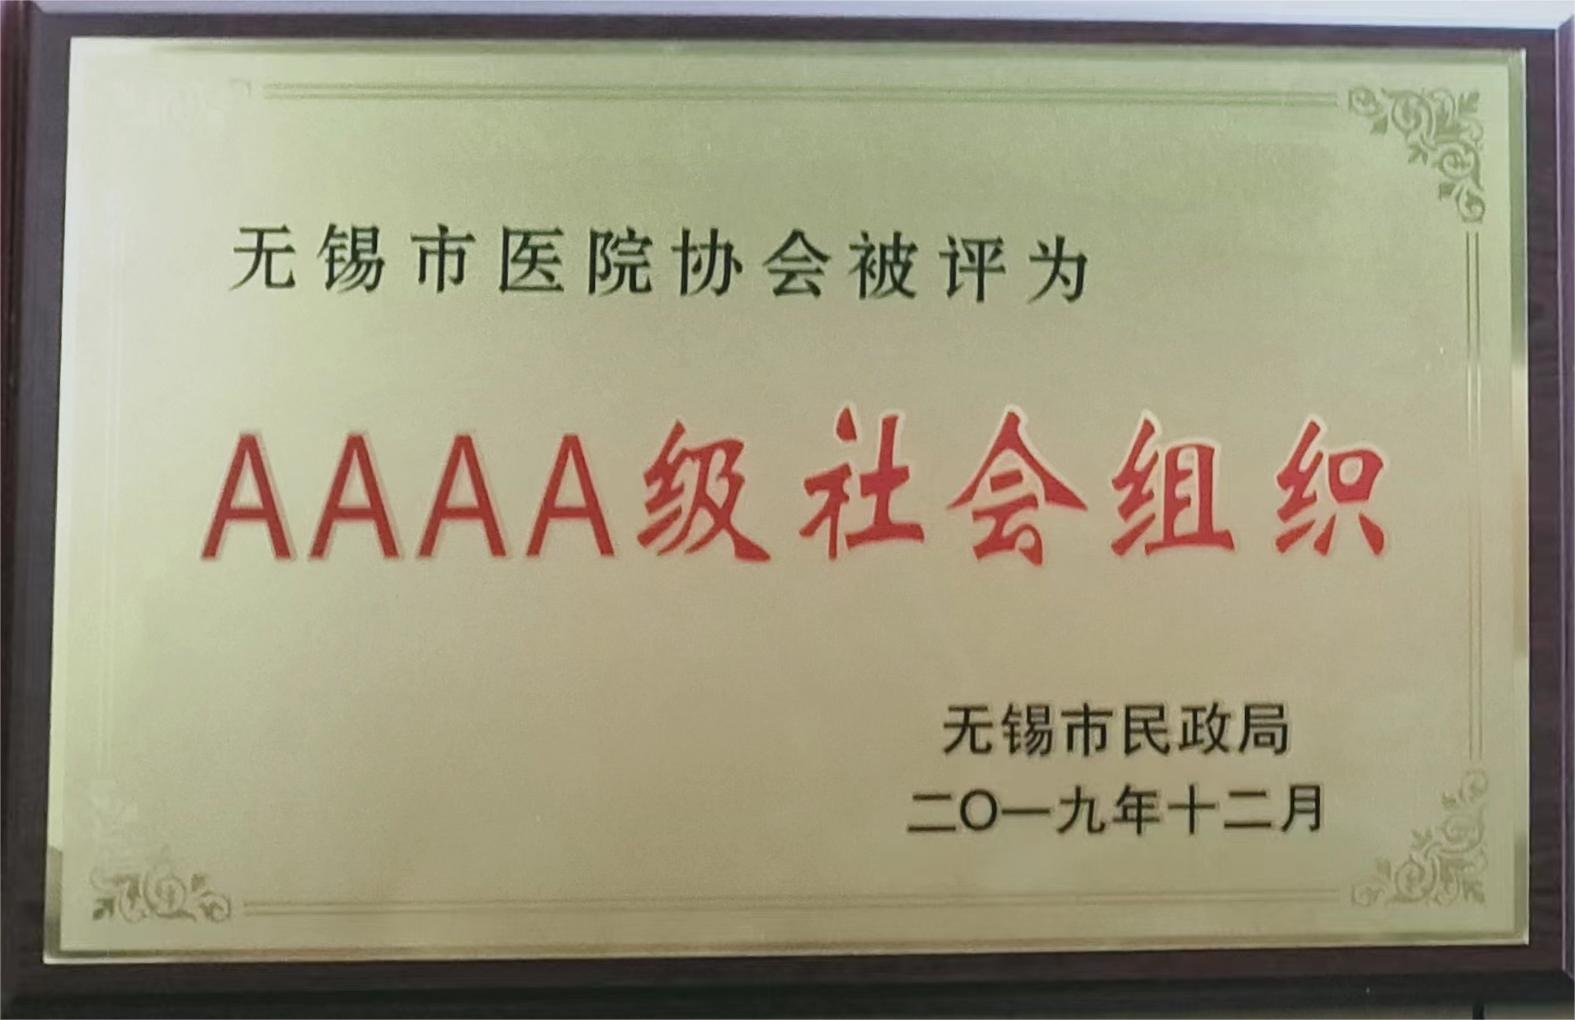 无锡市医院协会被评为
AAAA级社会组织
无锡市民政局
二〇一九年十二月